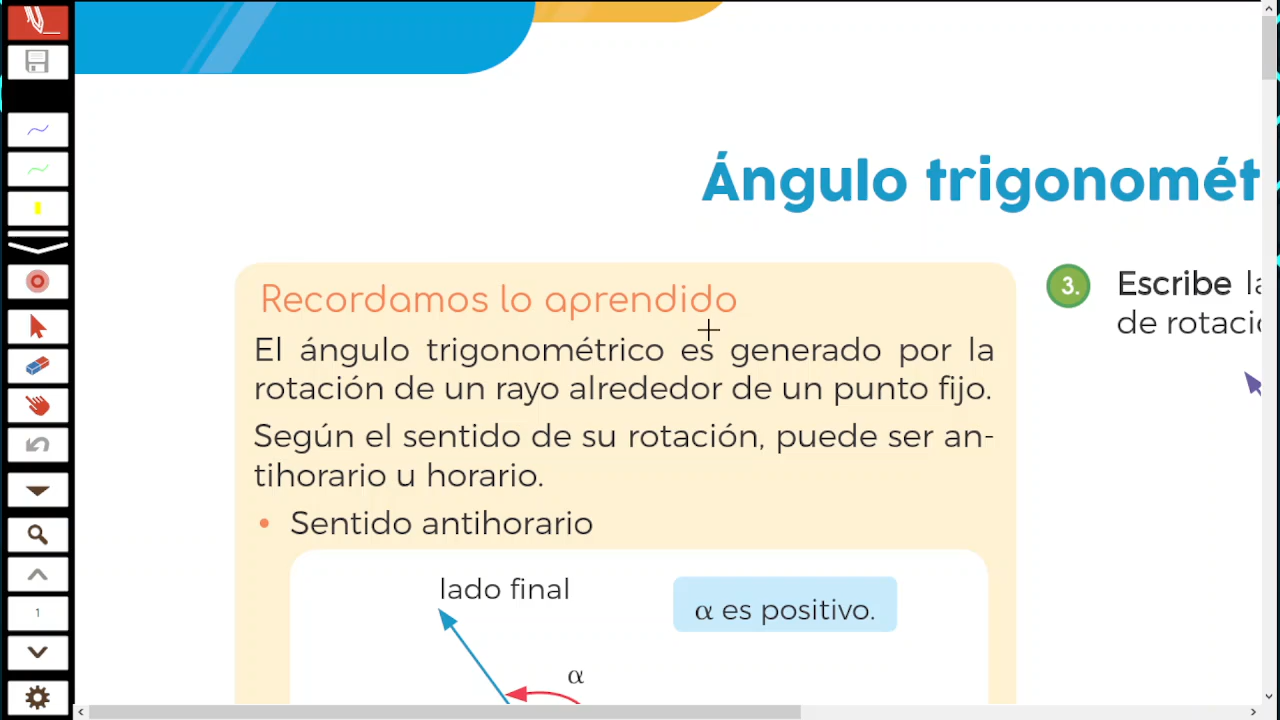 Ángulo trigonomét
Recordamos lo aprendido
El ángulo trigonométrico es generado por la
rotación de un rayo alrededor de un punto fijo.
Según el sentido de su rotación, puede ser an-
tihorario u horario.
• Sentido antihorario
lado final
α es positivo.
α
3. Escribe la
de rotació
1